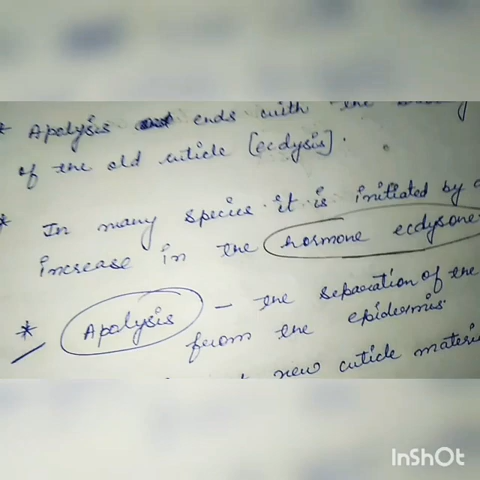 * Apolysis ends with the
of the old cuticle [ecdysis].
* In many species it is initiated by
increase in the hormone ecdysone
* Apolysis - the separation of the
from the epidermis.
new cuticle materi
InShOt